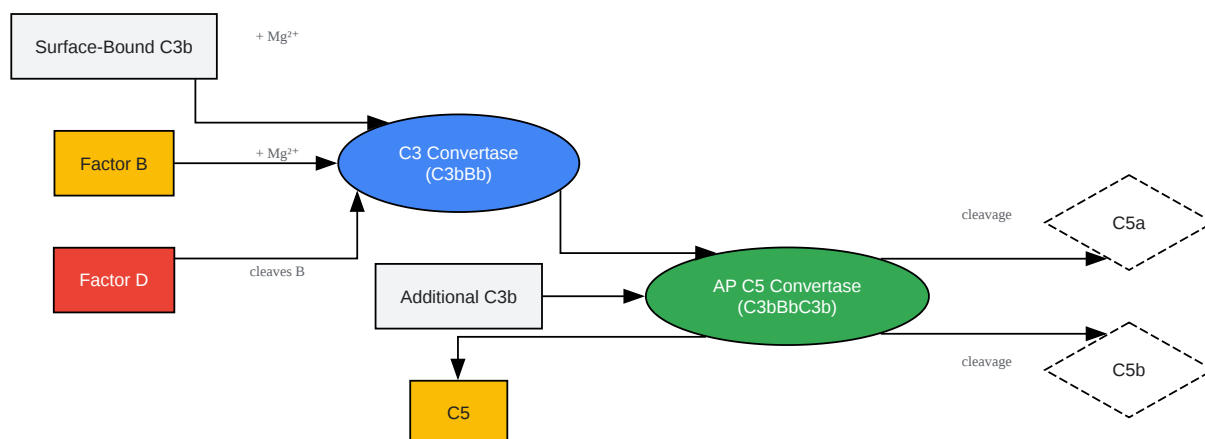 Surface-Bound C3b
+ Mg²⁺
Factor B
+ Mg²⁺
C3 Convertase
(C3bBb)
Factor D
cleaves B
Additional C3b
AP C5 Convertase
(C3bBbC3b)
cleavage
C5a
cleavage
C5b
C5